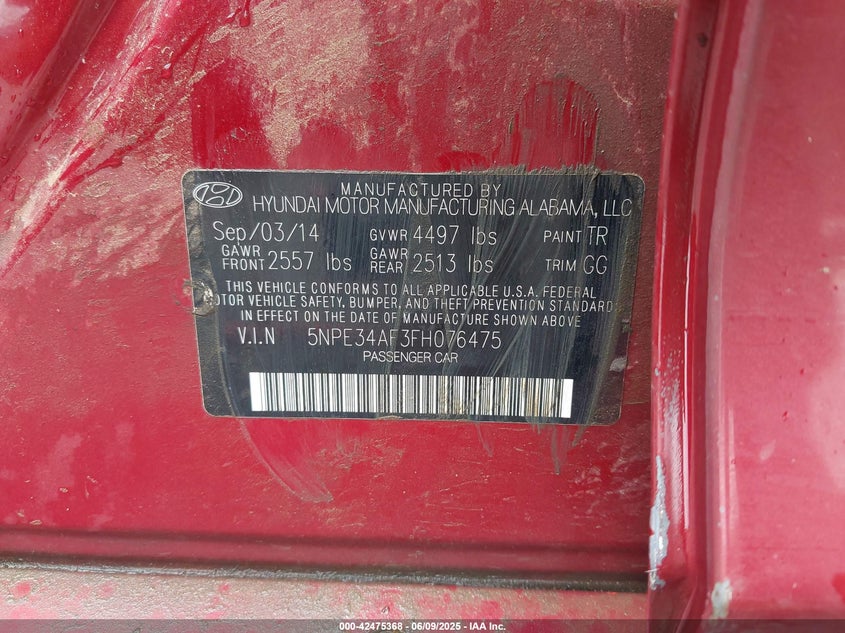 MANUFACTURED BY
HYUNDAI MOTOR MANUFACTURING ALABAMA, LLC
Sep/03/14 GVWR 4497 lbs PAINT TR
GAWR FRONT 2557 lbs GAWR REAR 2513 lbs TRIM GG
THIS VEHICLE CONFORMS TO ALL APPLICABLE U.S.A. FEDERAL
MOTOR VEHICLE SAFETY, BUMPER, AND THEFT PREVENTION STANDARD
IN EFFECT ON THE DATE OF MANUFACTURE SHOWN ABOVE
V.I.N 5NPE34AF3FH076475
PASSENGER CAR
000-42475368 - 06/09/2025 - IAA Inc.